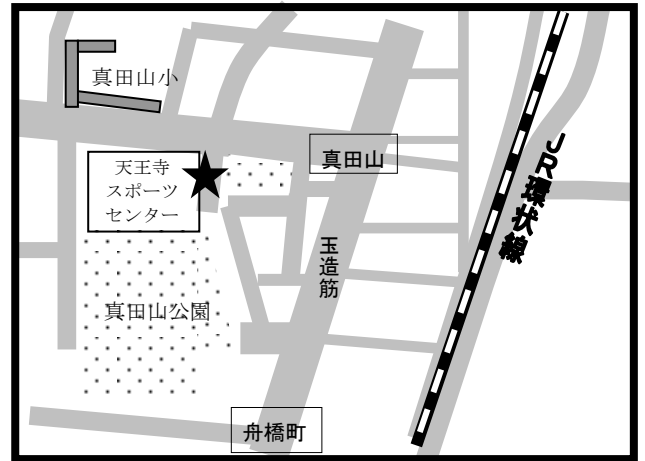 真田山小
真田山
天王寺
スポーツ
センター
JR環状線
玉造筋
真田山公園
舟橋町